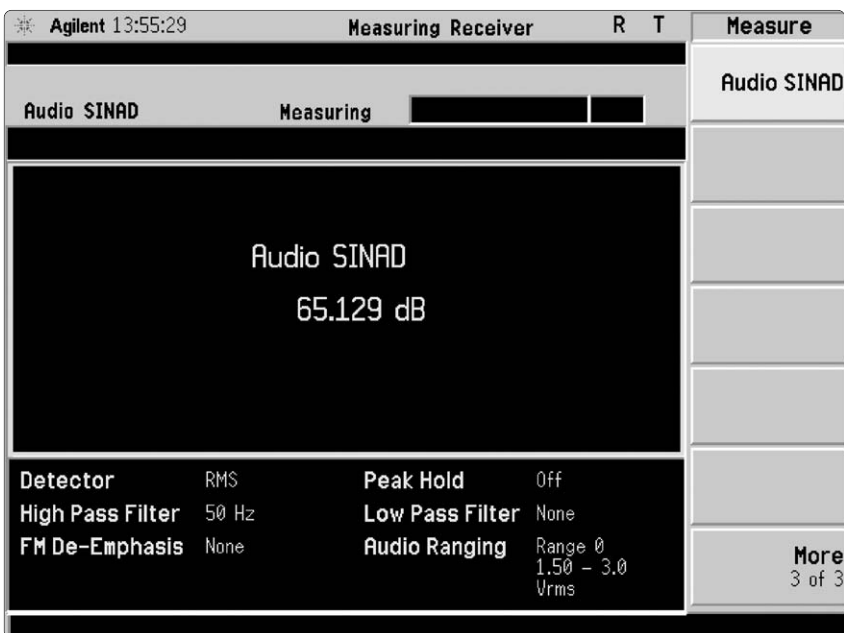 Agilent 13:55:29 Measuring Receiver R T Measure
Audio SINAD
Audio SINAD Measuring
Audio SINAD
65.129 dB
Detector RMS Peak Hold Off
High Pass Filter 50 Hz Low Pass Filter None
FM De-Emphasis None Audio Ranging Range 0
1.50 – 3.0
Vrms
More
3 of 3